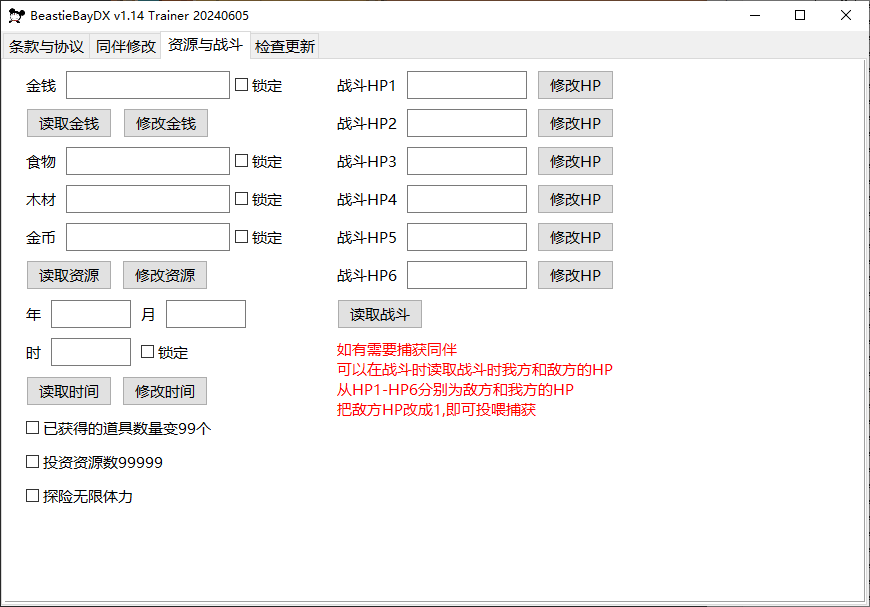 BeastieBayDX v1.14 Trainer 20240605
条款与协议 同伴修改 资源与战斗 检查更新
金钱 锁定 战斗HP1 修改HP
读取金钱 修改金钱 战斗HP2 修改HP
食物 锁定 战斗HP3 修改HP
木材 锁定 战斗HP4 修改HP
金币 锁定 战斗HP5 修改HP
读取资源 修改资源 战斗HP6 修改HP
年 月 读取战斗
时 锁定 如有需要捕获同伴
可以在战斗时读取战斗时我方和敌方的HP
读取时间 修改时间 从HP1-HP6分别为敌方和我方的HP
把敌方HP改成1,即可投喂捕获
已获得的道具数量变99个
投资资源数99999
探险无限体力